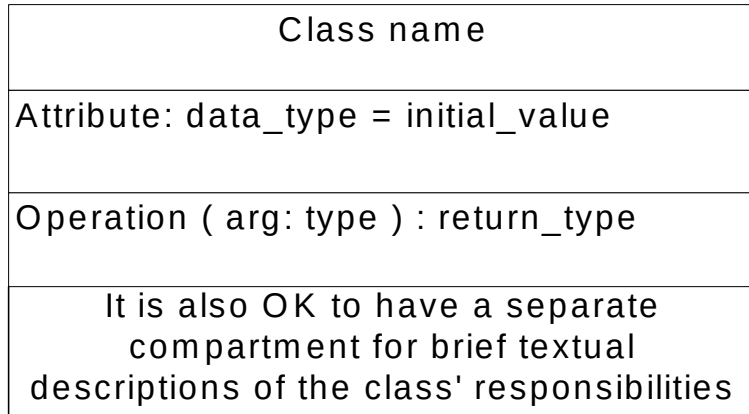 Class name
Attribute: data_type = initial_value
Operation ( arg: type ) : return_type
It is also OK to have a separate
compartment for brief textual
descriptions of the class' responsibilities